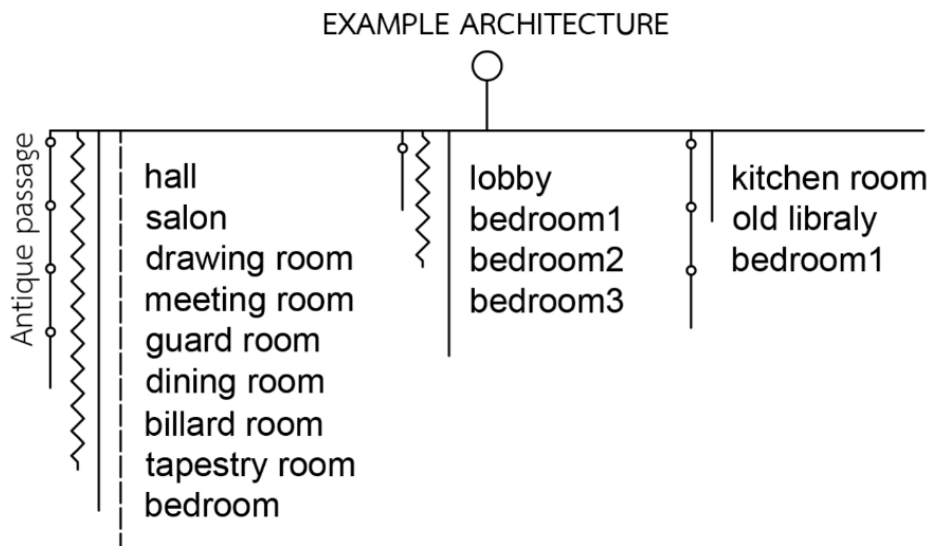 EXAMPLE ARCHITECTURE
Antique passage
hall
salon
drawing room
meeting room
guard room
dining room
billard room
tapestry room
bedroom
lobby
bedroom1
bedroom2
bedroom3
kitchen room
old libraly
bedroom1